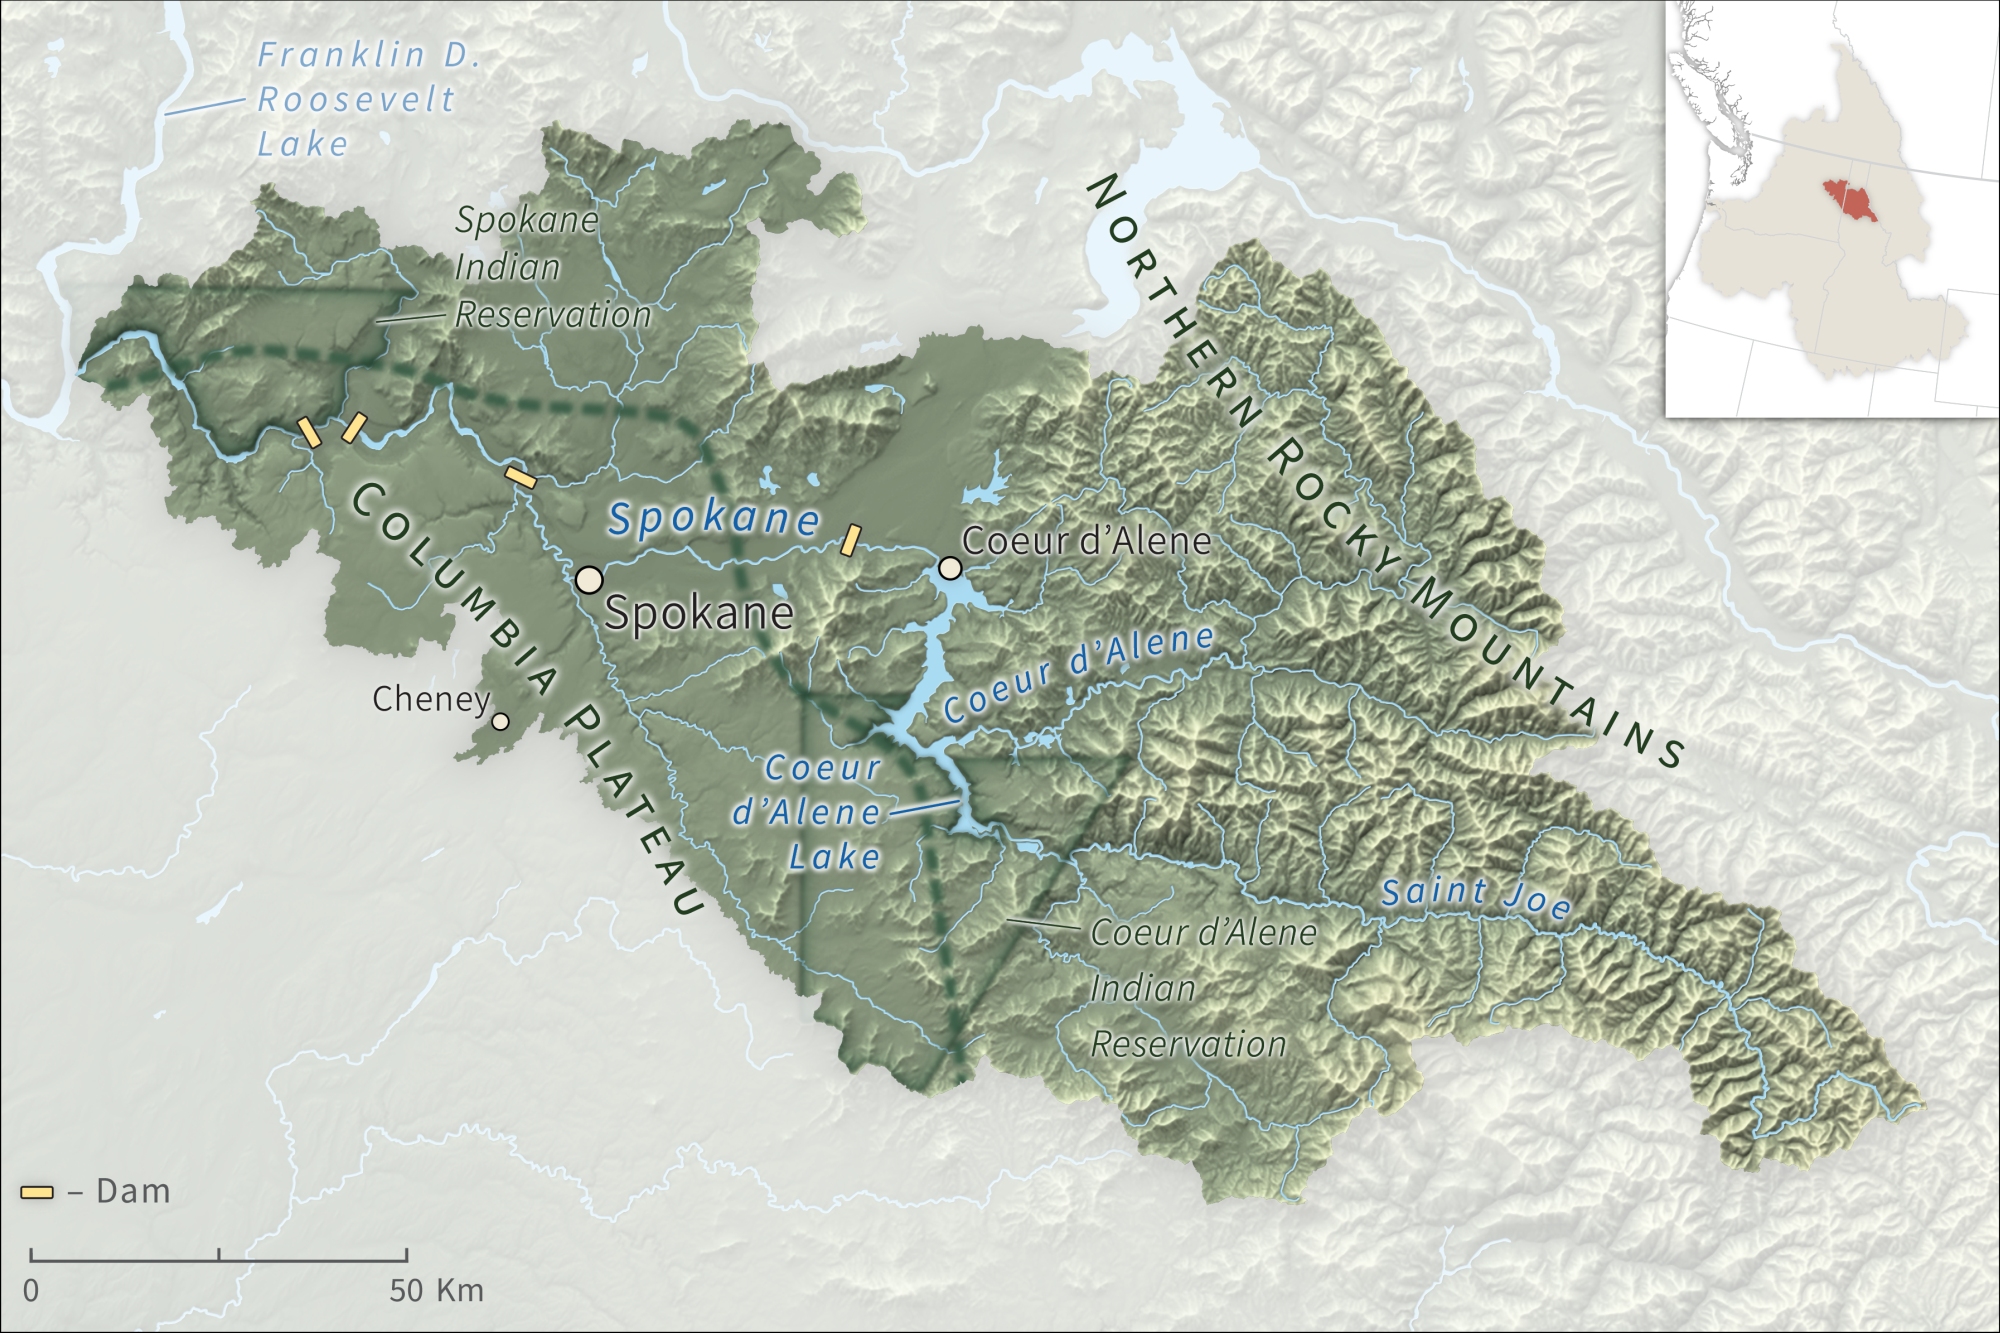 Franklin D.
Roosevelt
Lake
Spokane
Indian
Reservation
NORTHERN ROCKY MOUNTAINS
COLUMBIA PLATEAU
Spokane
Coeur d’Alene
Spokane
Coeur d’Alene
Cheney
Coeur
d’Alene
Lake
Saint Joe
Coeur d’Alene
Indian
Reservation
– Dam
0 50 Km